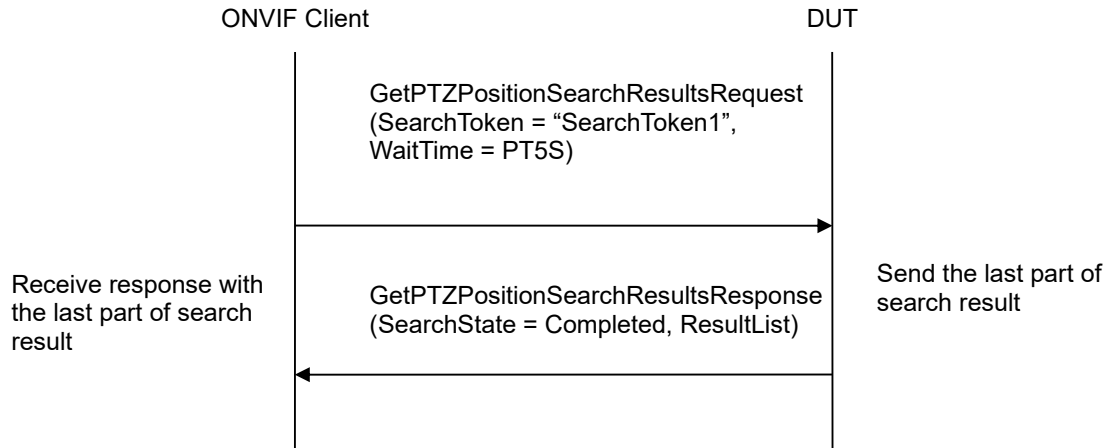 ONVIF Client
DUT
GetPTZPositionSearchResultsRequest
(SearchToken = “SearchToken1”,
WaitTime = PT5S)
Receive response with
the last part of search
result
GetPTZPositionSearchResultsResponse
(SearchState = Completed, ResultList)
Send the last part of
search result